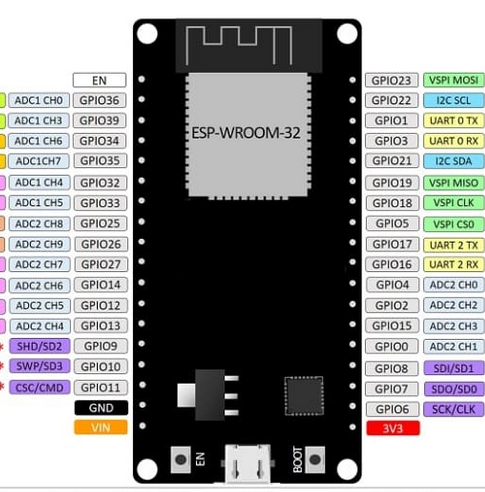 EN GPIO23 VSPI MOSI
ADC1 CH0 GPIO36 GPIO22 I2C SCL
ADC1 CH3 GPIO39 ESP-WROOM-32 GPIO1 UART 0 TX
ADC1 CH6 GPIO34 GPIO3 UART 0 RX
ADC1CH7 GPIO35 GPIO21 I2C SDA
ADC1 CH4 GPIO32 GPIO19 VSPI MISO
ADC1 CH5 GPIO33 GPIO18 VSPI CLK
ADC2 CH8 GPIO25 GPIO5 VSPI CS0
ADC2 CH9 GPIO26 GPIO17 UART 2 TX
ADC2 CH7 GPIO27 GPIO16 UART 2 RX
ADC2 CH6 GPIO14 GPIO4 ADC2 CH0
ADC2 CH5 GPIO12 GPIO2 ADC2 CH2
ADC2 CH4 GPIO13 GPIO15 ADC2 CH3
* SHD/SD2 GPIO9 GPIO0 ADC2 CH1
* SWP/SD3 GPIO10 GPIO8 SDI/SD1
* CSC/CMD GPIO11 GPIO7 SDO/SD0
GND GPIO6 SCK/CLK
VIN 3V3
EN BOOT